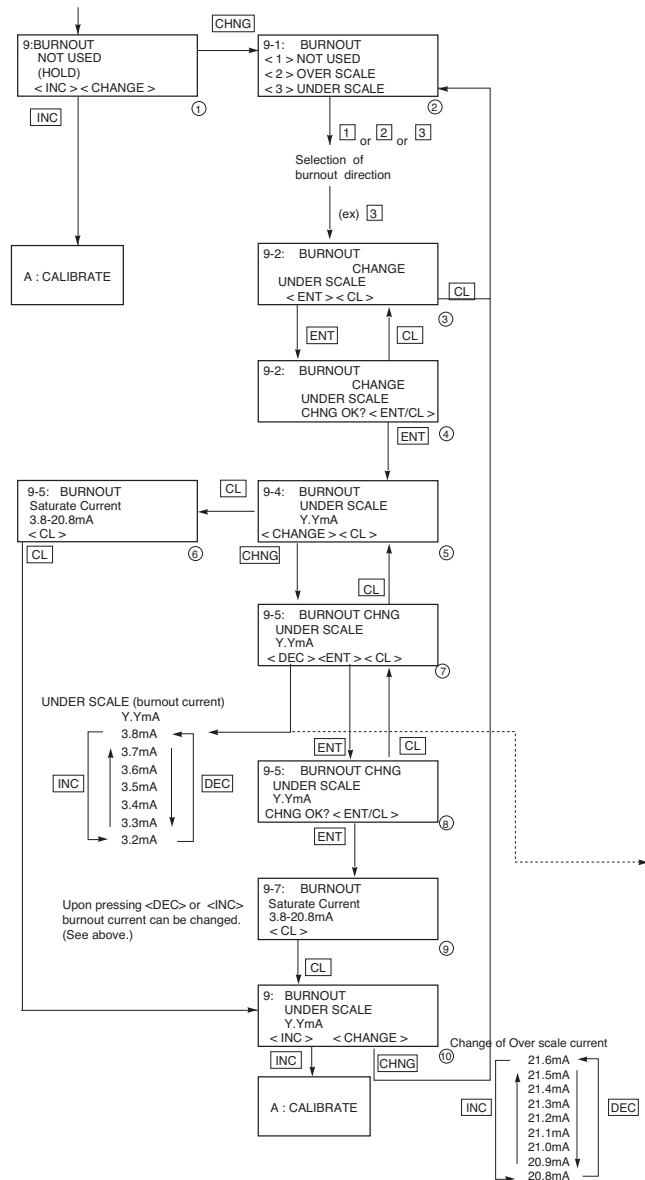 CHNG
9:BURNOUT
NOT USED
(HOLD)
< INC > < CHANGE >
①
INC
A : CALIBRATE
9-1: BURNOUT
< 1 > NOT USED
< 2 > OVER SCALE
< 3 > UNDER SCALE
②
1 or 2 or 3
Selection of
burnout direction
(ex) 3
9-2: BURNOUT
CHANGE
UNDER SCALE
< ENT > < CL >
③
CL
ENT
CL
9-2: BURNOUT
CHANGE
UNDER SCALE
CHNG OK? < ENT/CL >
④
ENT
9-4: BURNOUT
UNDER SCALE
Y.YmA
< CHANGE > < CL >
⑤
CL
9-5: BURNOUT
Saturate Current
3.8-20.8mA
< CL >
⑥
CL
CHNG
CL
9-5: BURNOUT CHNG
UNDER SCALE
Y.YmA
< DEC > <ENT > < CL >
⑦
UNDER SCALE (burnout current)
Y.YmA
3.8mA
3.7mA
3.6mA
3.5mA
3.4mA
3.3mA
3.2mA
INC
DEC
ENT
CL
9-5: BURNOUT CHNG
UNDER SCALE
Y.YmA
CHNG OK? < ENT/CL >
⑧
ENT
Upon pressing <DEC> or <INC>
burnout current can be changed.
(See above.)
9-7: BURNOUT
Saturate Current
3.8-20.8mA
< CL >
⑨
CL
9: BURNOUT
UNDER SCALE
Y.YmA
< INC > < CHANGE >
⑩
INC
CHNG
A : CALIBRATE
Change of Over scale current
21.6mA
21.5mA
21.4mA
21.3mA
21.2mA
21.1mA
21.0mA
20.9mA
20.8mA
INC
DEC